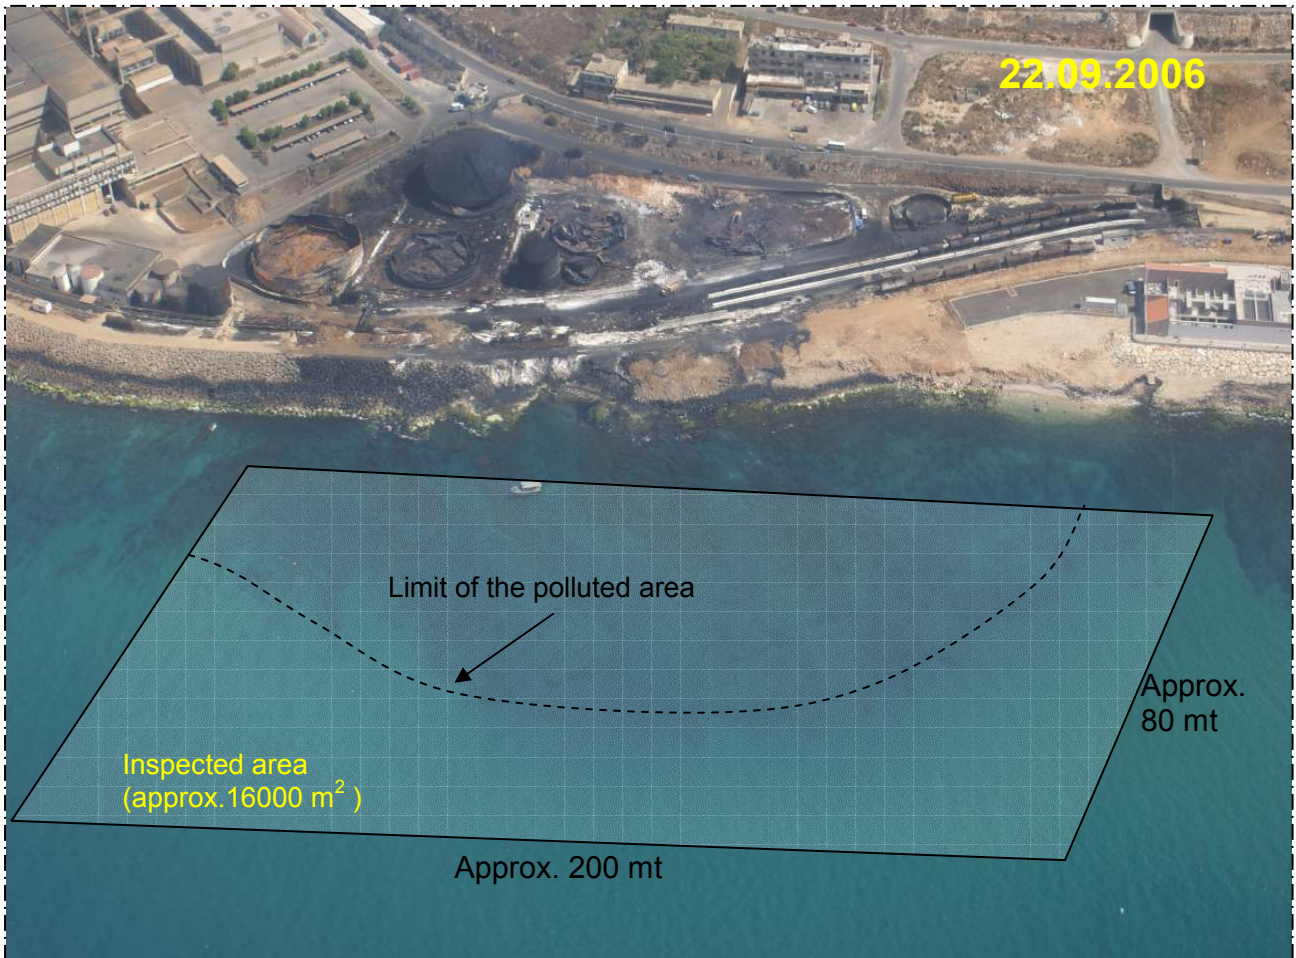 22.09.2006
Limit of the polluted area
Approx.
80 mt
Inspected area
(approx.16000 m² )
Approx. 200 mt